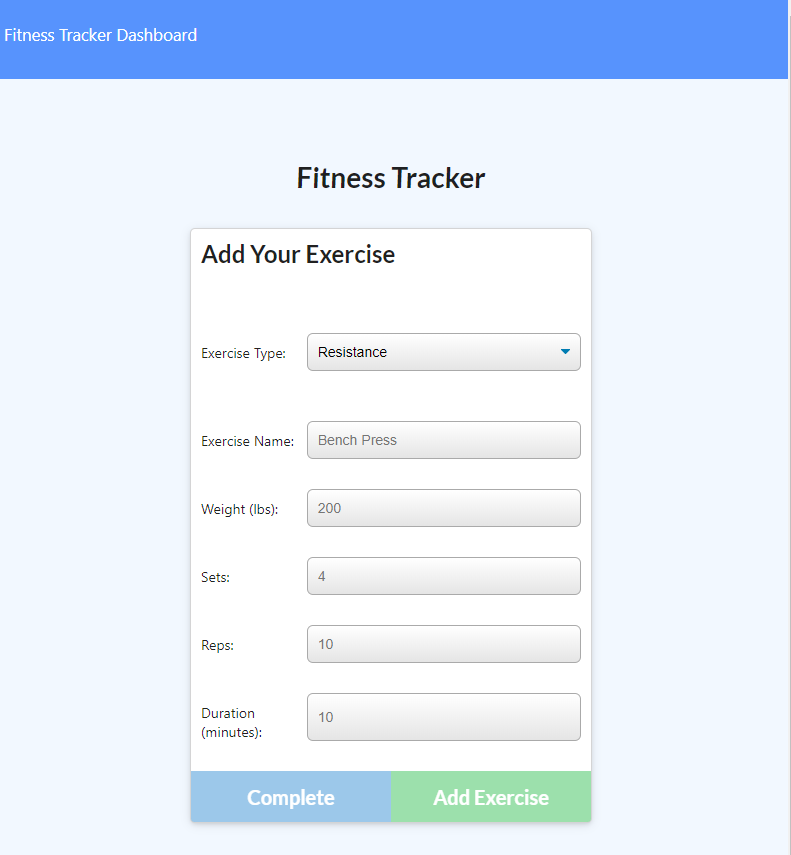 Fitness Tracker Dashboard
Fitness Tracker
Add Your Exercise
Exercise Type: Resistance
Exercise Name: Bench Press
Weight (lbs): 200
Sets: 4
Reps: 10
Duration
(minutes): 10
Complete Add Exercise